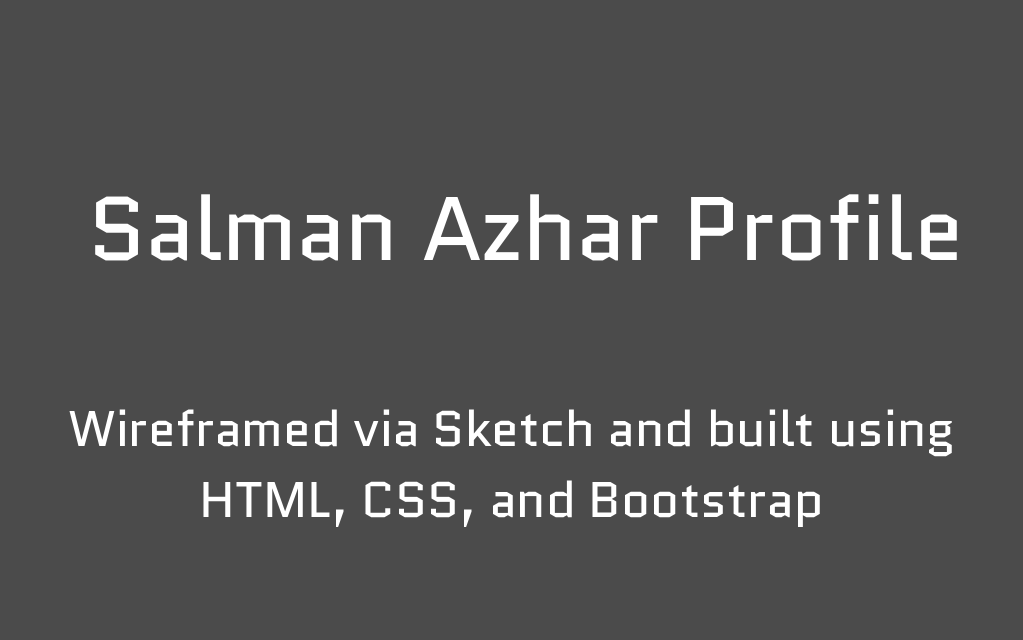 Salman Azhar Profile
Wireframed via Sketch and built using
HTML, CSS, and Bootstrap